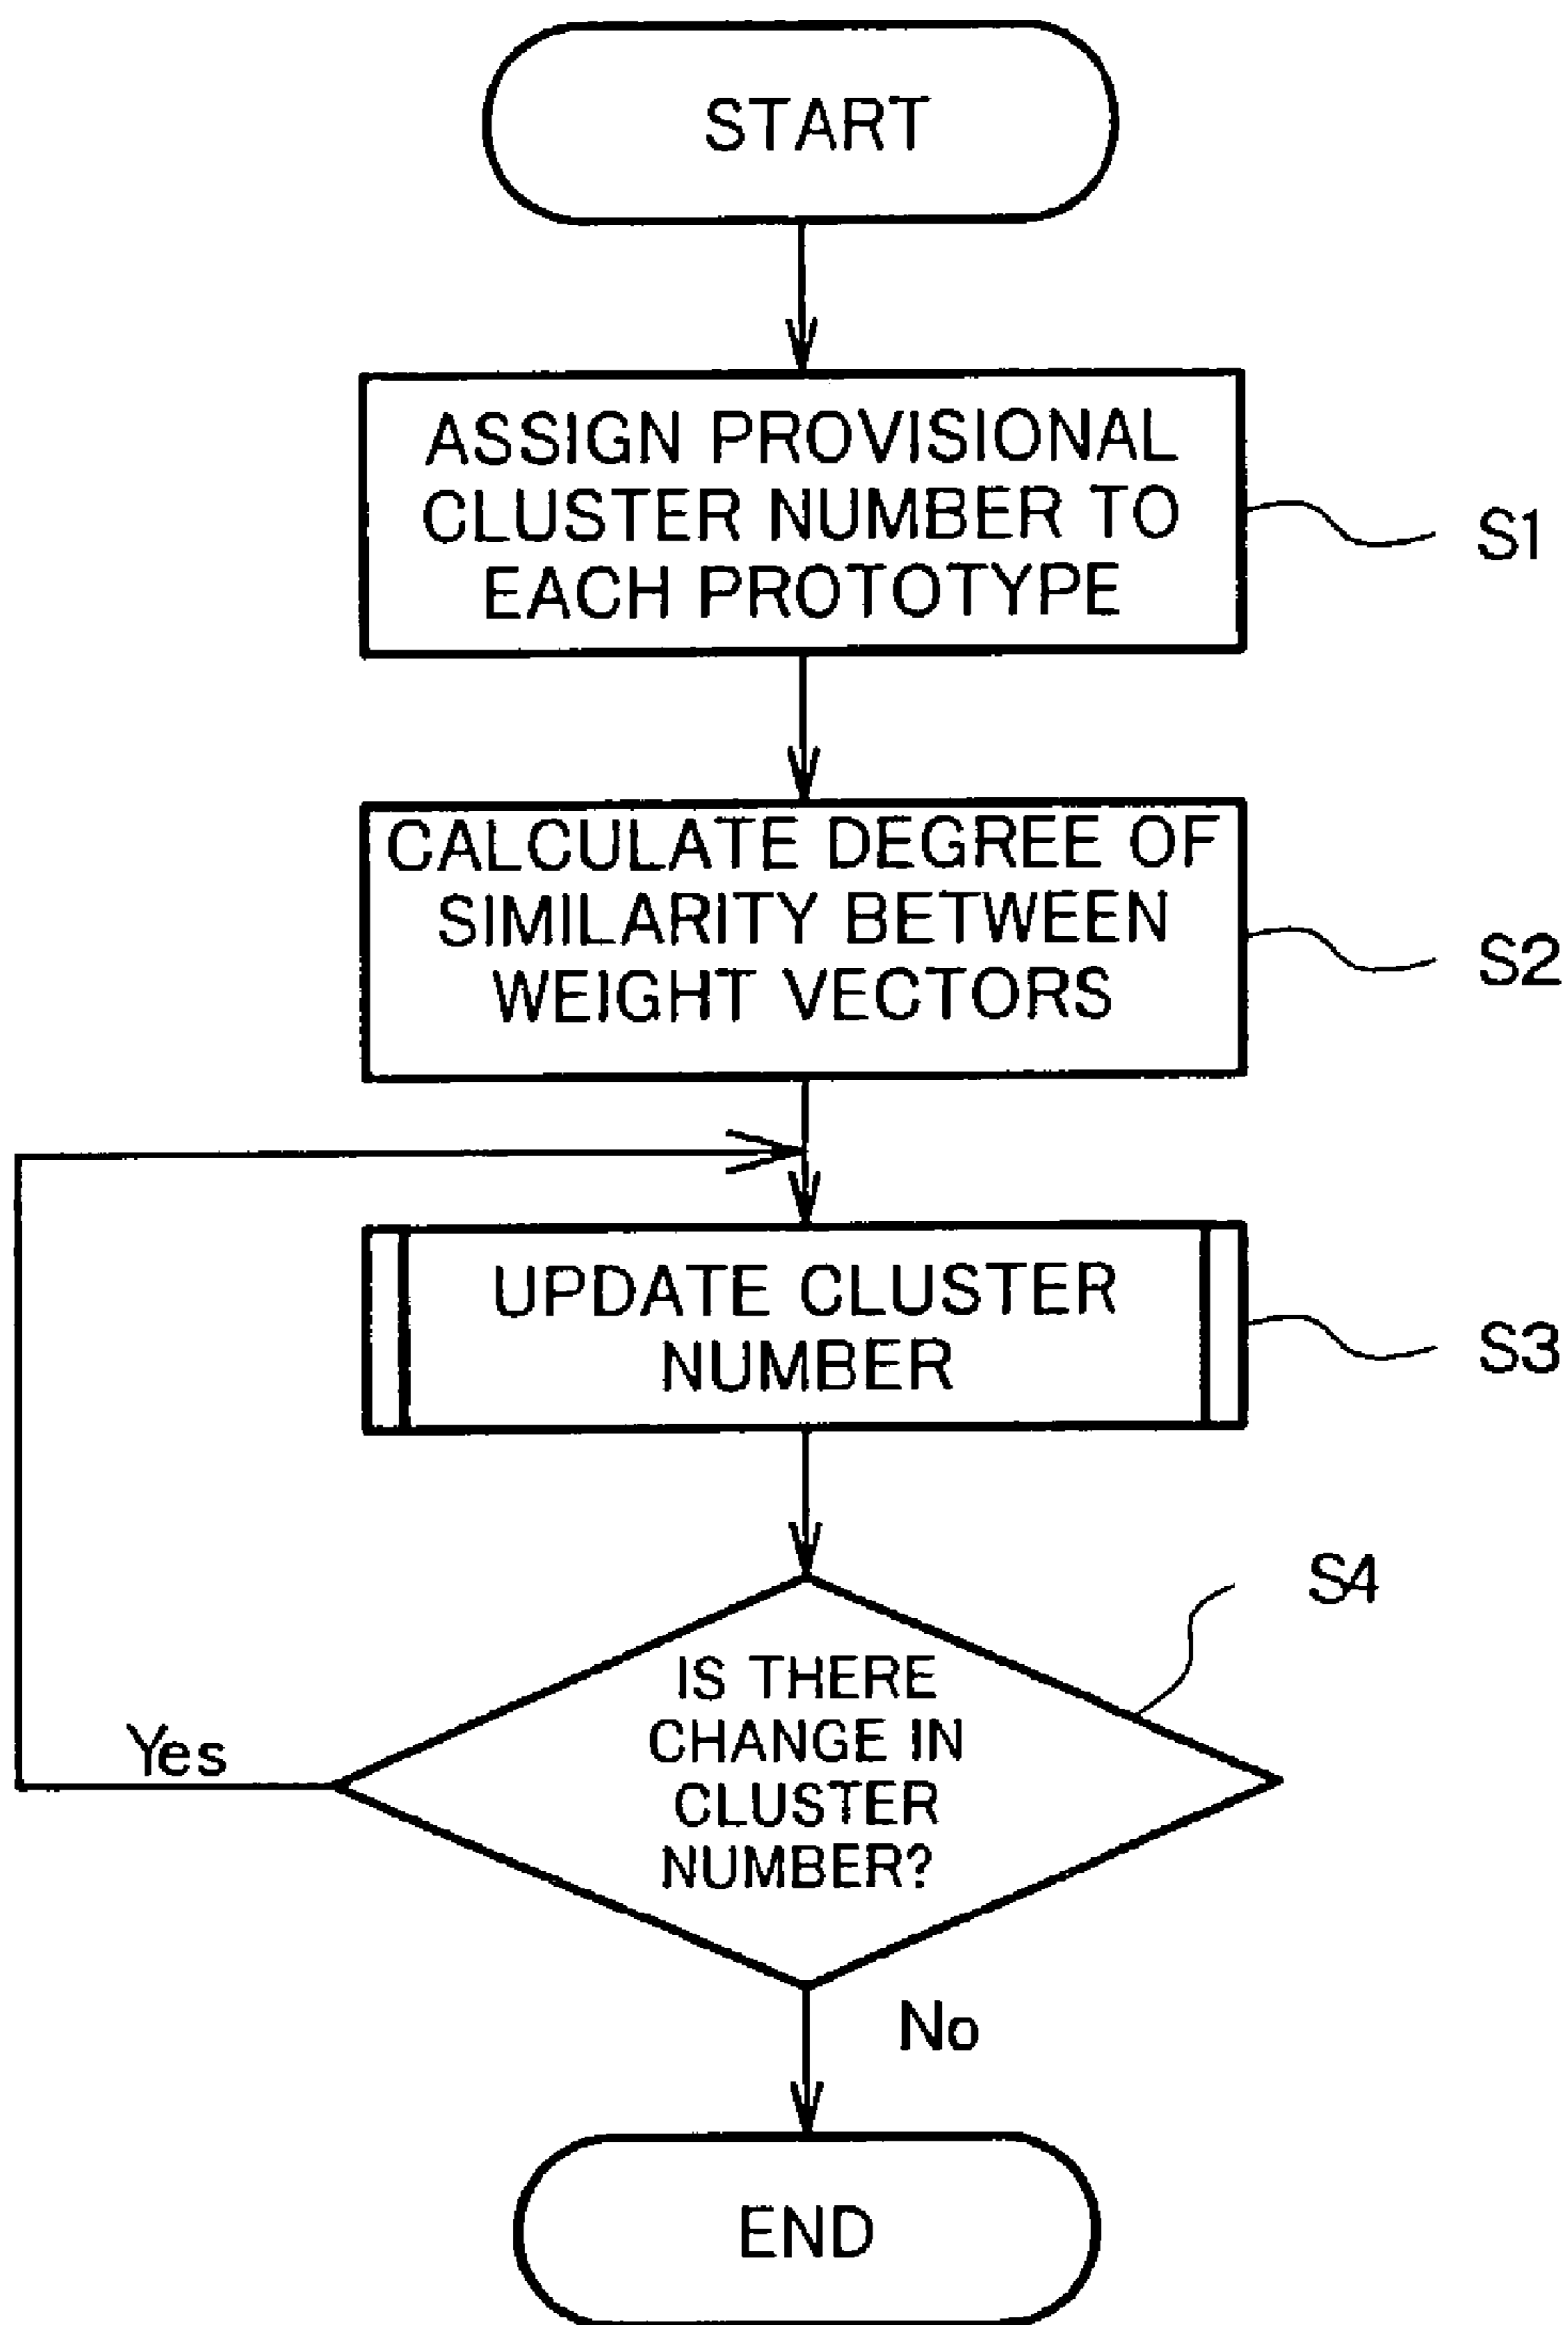 START
ASSIGN PROVISIONAL
CLUSTER NUMBER TO
EACH PROTOTYPE
S1
CALCULATE DEGREE OF
SIMILARITY BETWEEN
WEIGHT VECTORS
S2
UPDATE CLUSTER
NUMBER
S3
S4
IS THERE
CHANGE IN
CLUSTER
NUMBER?
Yes
No
END